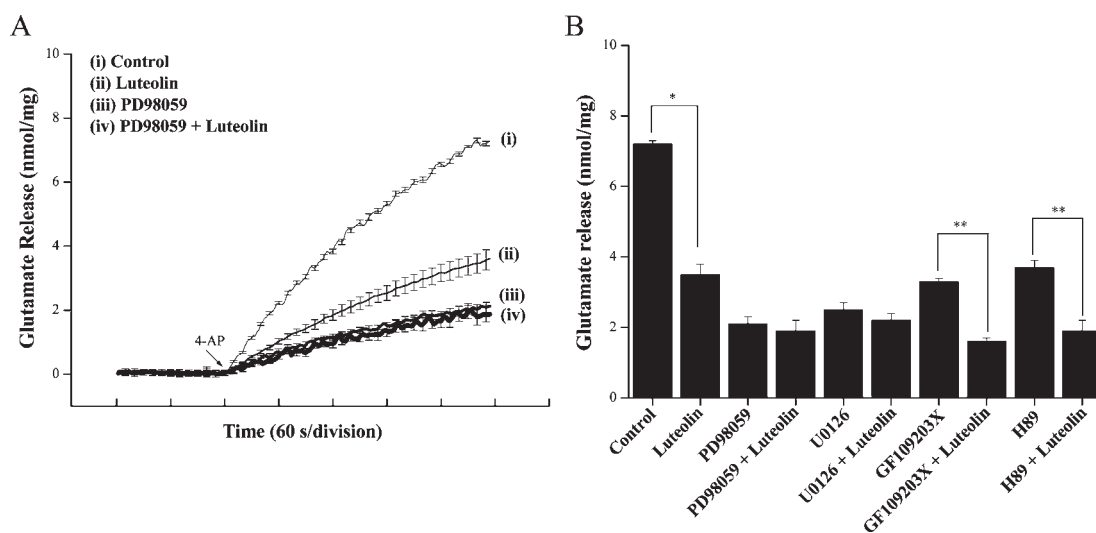 A
10
8
6
4
2
0
Glutamate Release (nmol/mg)
(i) Control
(ii) Luteolin
(iii) PD98059
(iv) PD98059 + Luteolin
(i)
(ii)
(iii)
(iv)
4-AP
Time (60 s/division)
B
10
8
6
4
2
0
Glutamate release (nmol/mg)
*
**
**
Control
Luteolin
PD98059
PD98059 + Luteolin
U0126
U0126 + Luteolin
GF109203X
GF109203X + Luteolin
H89
H89 + Luteolin